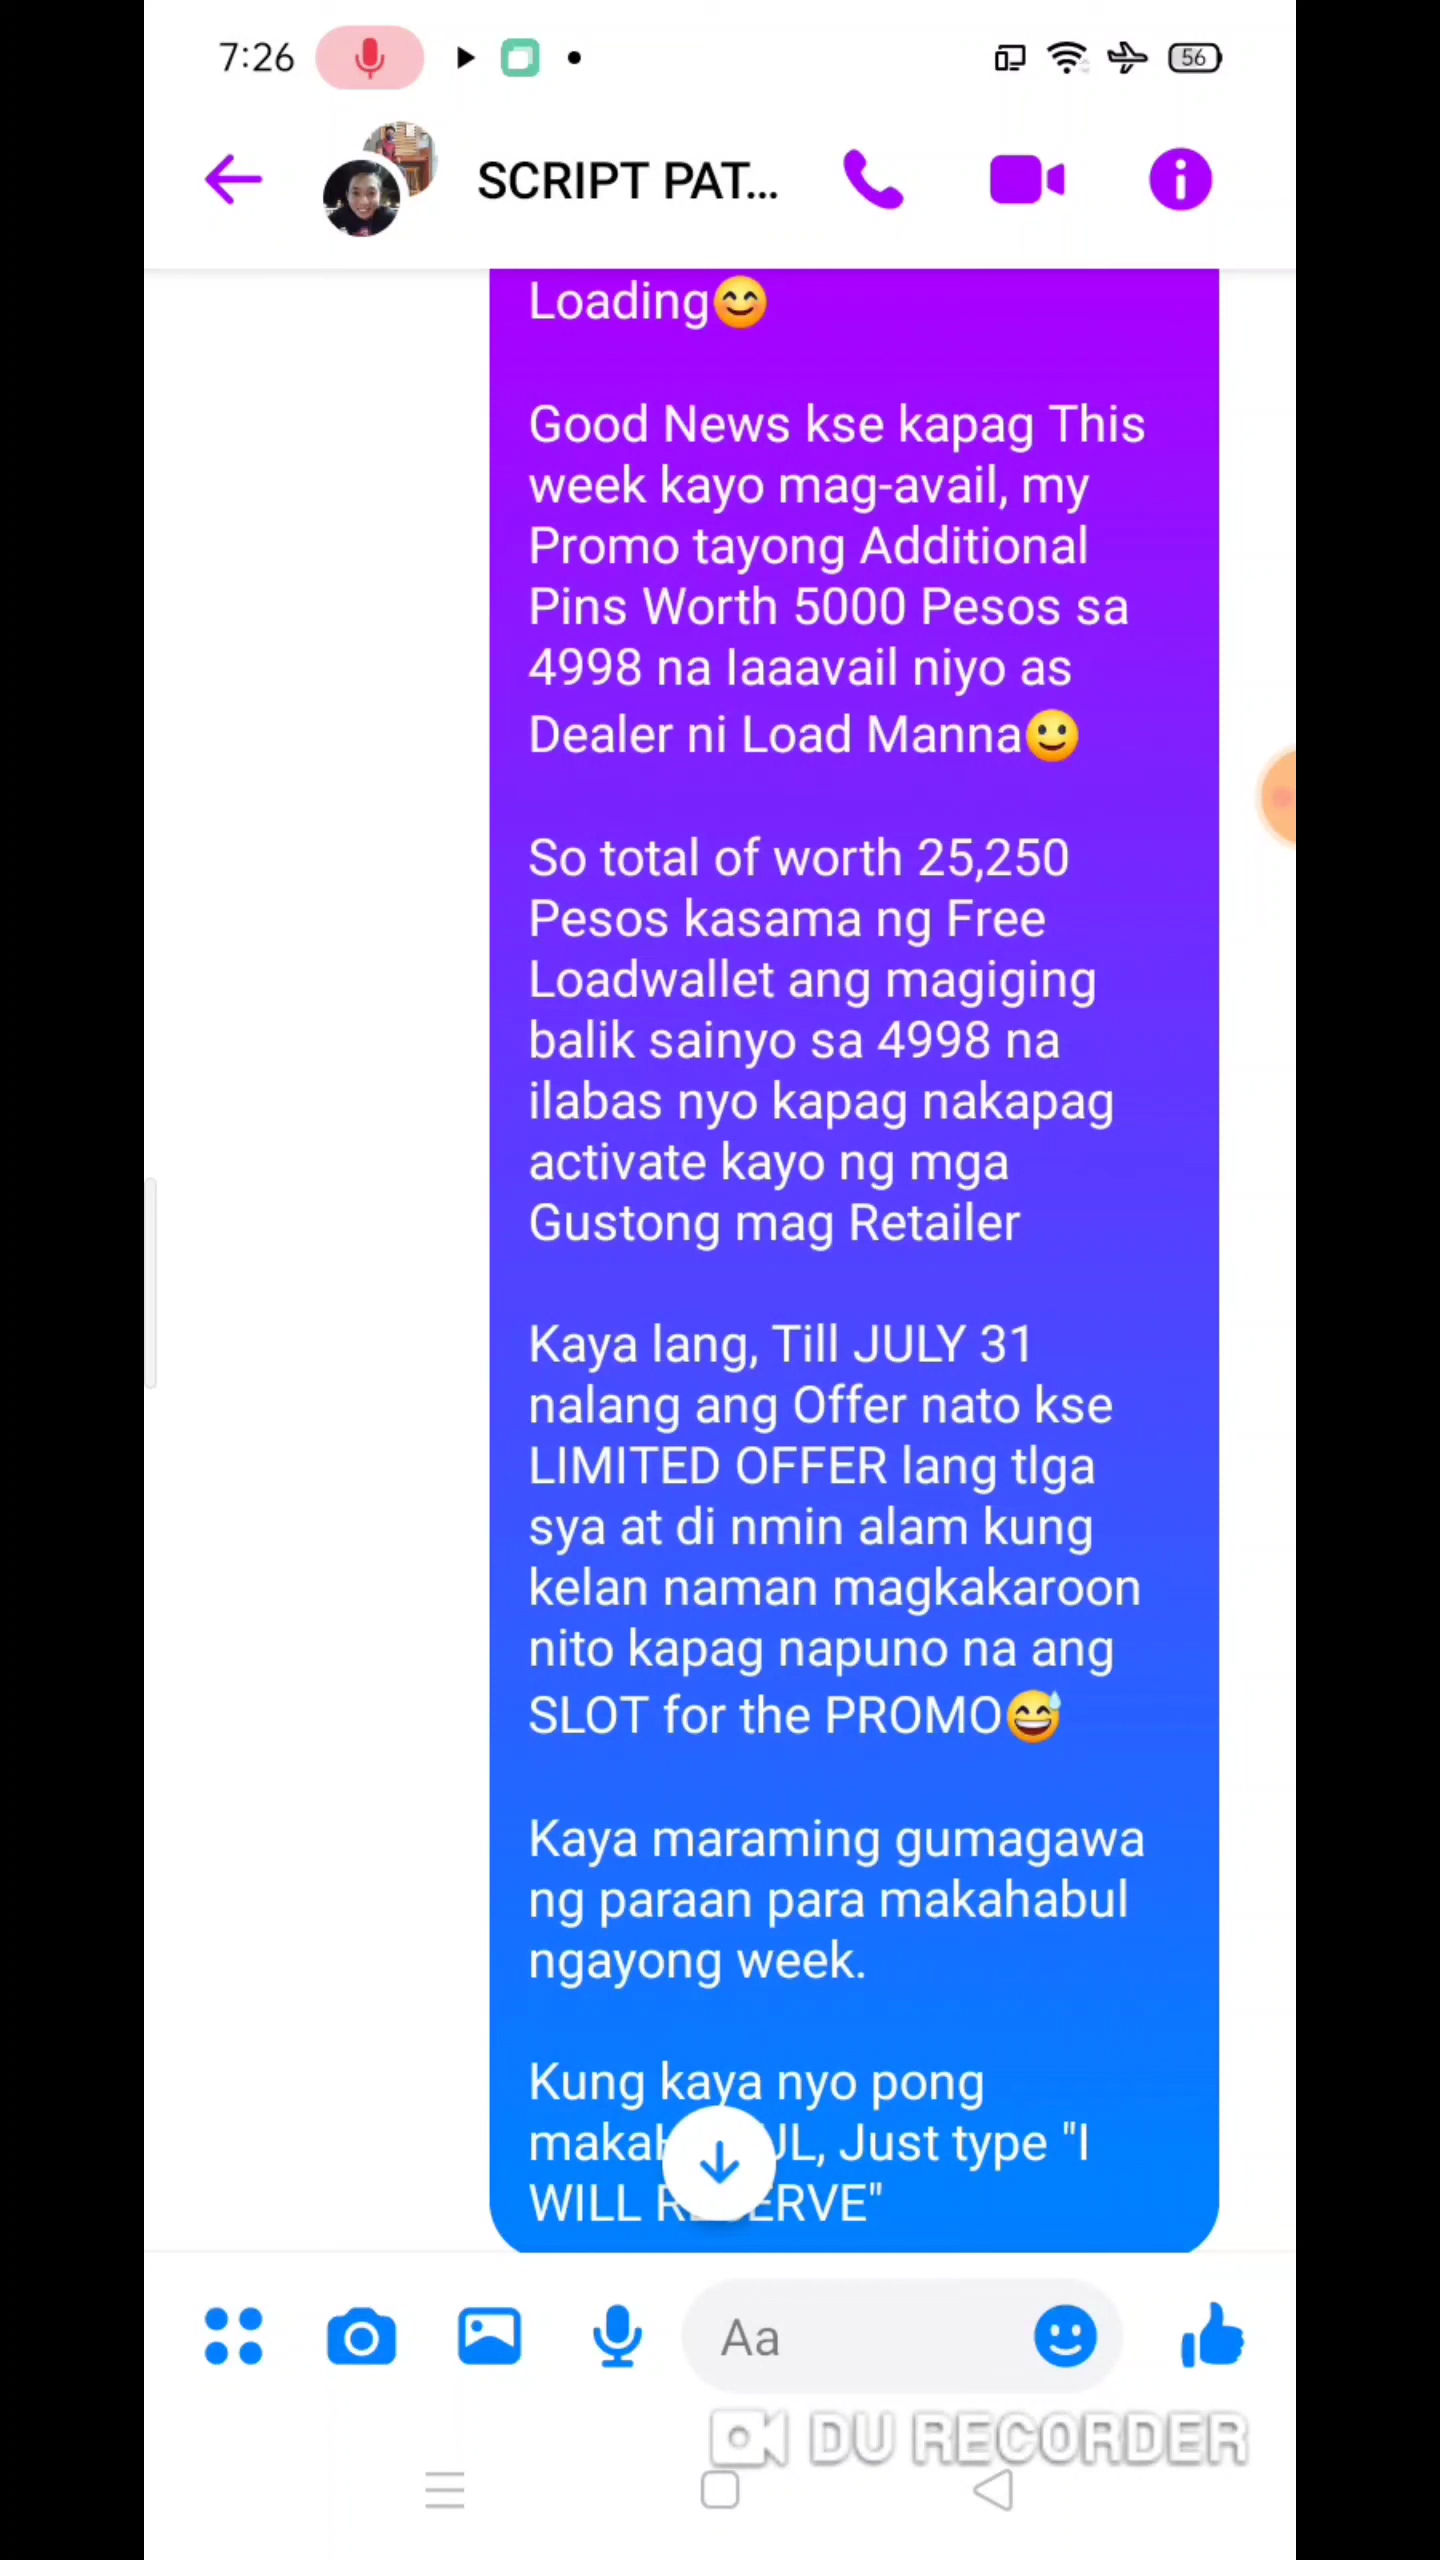 7:26
56
SCRIPT PAT...
Loading😊
Good News kse kapag This
week kayo mag-avail, my
Promo tayong Additional
Pins Worth 5000 Pesos sa
4998 na Iaaavail niyo as
Dealer ni Load Manna🙂
So total of worth 25,250
Pesos kasama ng Free
Loadwallet ang magiging
balik sainyo sa 4998 na
ilabas nyo kapag nakapag
activate kayo ng mga
Gustong mag Retailer
Kaya lang, Till JULY 31
nalang ang Offer nato kse
LIMITED OFFER lang tlga
sya at di nmin alam kung
kelan naman magkakaroon
nito kapag napuno na ang
SLOT for the PROMO😅
Kaya maraming gumagawa
ng paraan para makahabul
ngayong week.
Kung kaya nyo pong
Just type "I
WILL
Aa
DU RECORDER